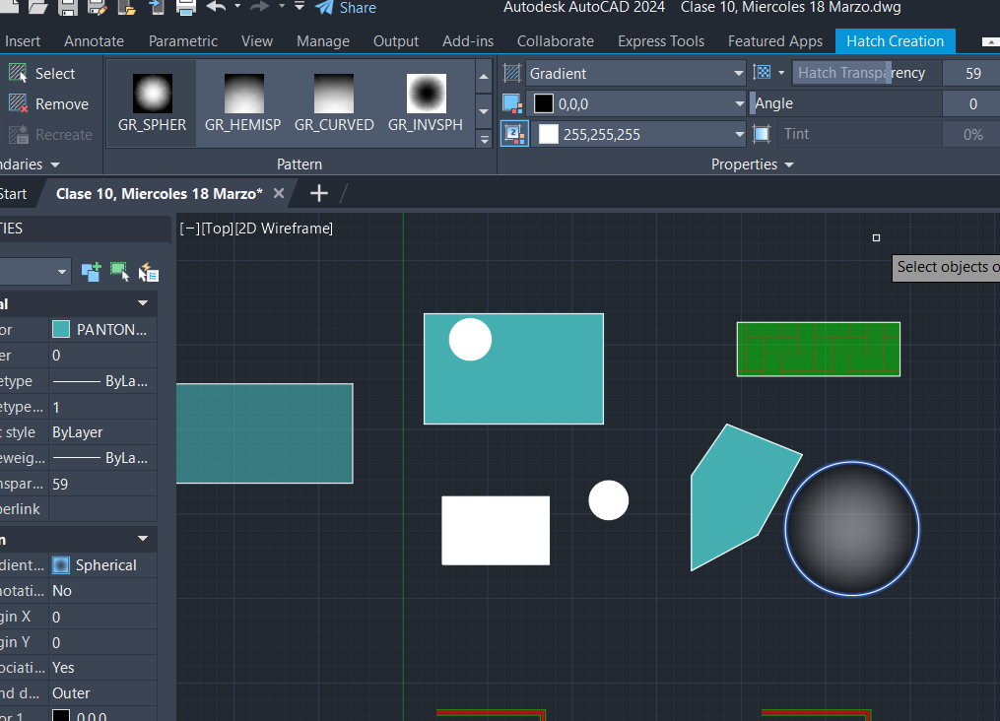 Share
Autodesk AutoCAD 2024 Clase 10, Miercoles 18 Marzo.dwg
Insert Annotate Parametric View Manage Output Add-ins Collaborate Express Tools Featured Apps Hatch Creation
Select
Remove
Recreate
ndaries
GR_SPHER GR_HEMISP GR_CURVED GR_INVSPH
Pattern
Gradient
Hatch Transparency 59
0,0,0
Angle 0
255,255,255
Tint 0%
Properties
Start
Clase 10, Miercoles 18 Marzo*
IES
[−][Top][2D Wireframe]
Select objects o
al
or PANTON...
er 0
etype ByLa...
etype... 1
t style ByLayer
eweig... ByLa...
nspar... 59
perlink
n
dient... Spherical
notati... No
gin X 0
gin Y 0
ociati... Yes
nd d... Outer
or 1 0,0,0